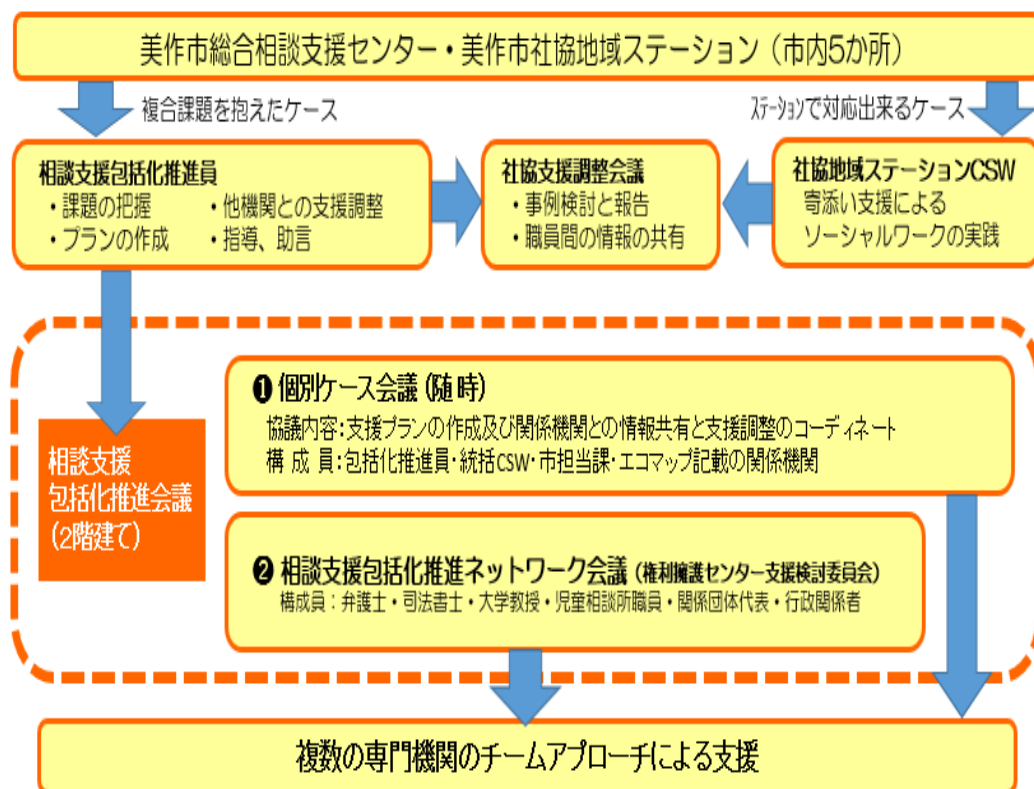 美作市総合相談支援センター・美作市社協地域ステーション（市内5か所）
複合課題を抱えたケース
ｽﾃｰｼｮﾝで対応出来るケース
相談支援包括化推進員
・課題の把握　・他機関との支援調整
・プランの作成　・指導、助言
社協支援調整会議
・事例検討と報告
・職員間の情報の共有
社協地域ステーションCSW
寄添い支援による
ソーシャルワークの実践
相談支援
包括化推進会議
(2階建て)
❶ 個別ケース会議（随時）
協議内容：支援プランの作成及び関係機関との情報共有と支援調整のコーディネート
構 成 員：包括化推進員・統括CSW・市担当課・エコマップ記載の関係機関
❷ 相談支援包括化推進ネットワーク会議（権利擁護センター支援検討委員会）
構成員：弁護士・司法書士・大学教授・児童相談所職員・関係団体代表・行政関係者
複数の専門機関のチームアプローチによる支援